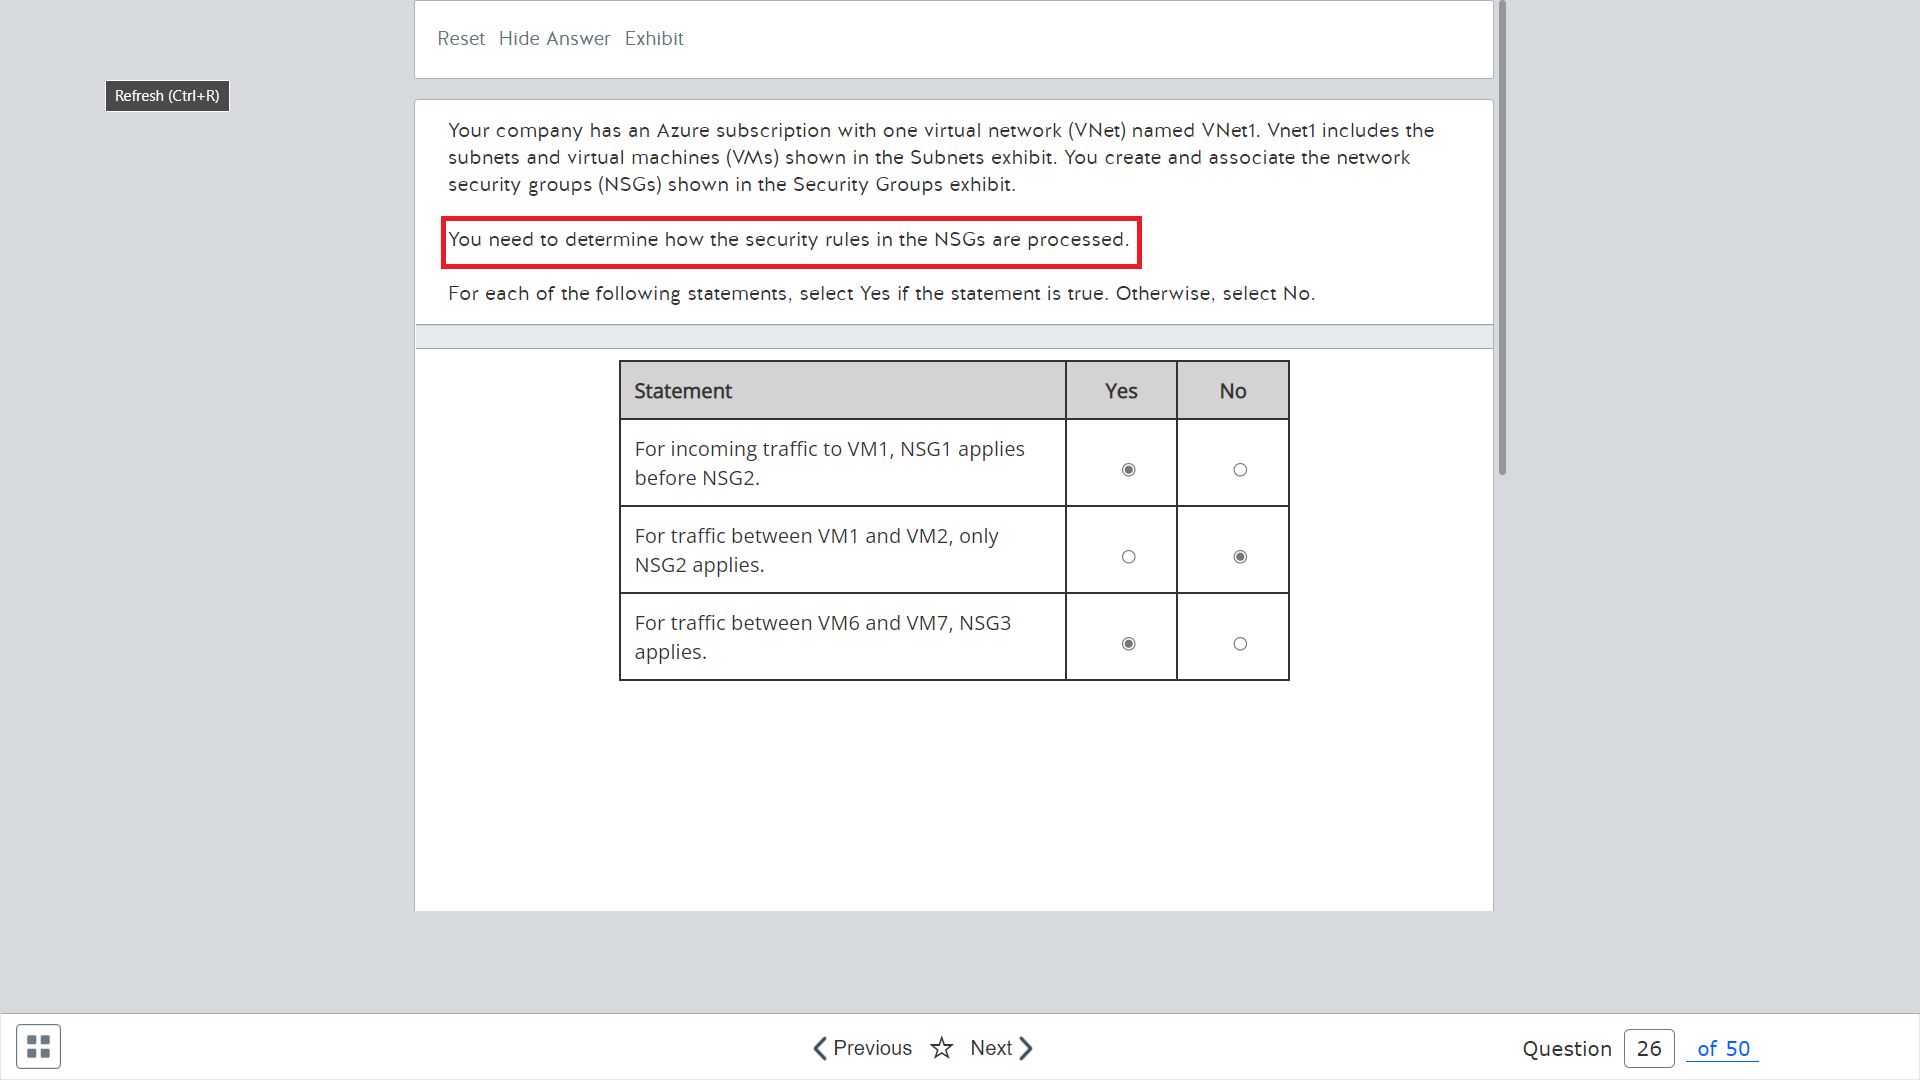 Reset Hide Answer Exhibit
Refresh (Ctrl+R)
Your company has an Azure subscription with one virtual network (VNet) named VNet1. Vnet1 includes the
subnets and virtual machines (VMs) shown in the Subnets exhibit. You create and associate the network
security groups (NSGs) shown in the Security Groups exhibit.
You need to determine how the security rules in the NSGs are processed.
For each of the following statements, select Yes if the statement is true. Otherwise, select No.
Statement Yes No
For incoming traffic to VM1, NSG1 applies
before NSG2.
For traffic between VM1 and VM2, only
NSG2 applies.
For traffic between VM6 and VM7, NSG3
applies.
Previous Next Question 26 of 50